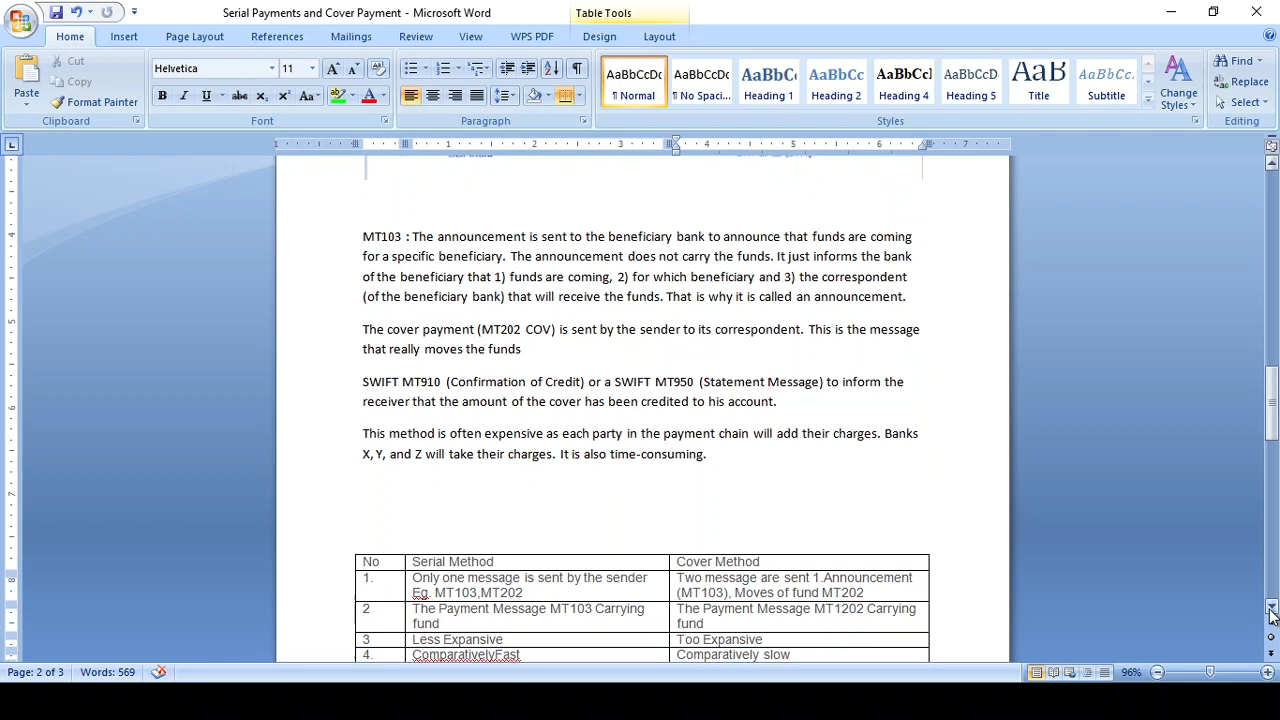 Serial Payments and Cover Payment - Microsoft Word
Table Tools
Home Insert Page Layout References Mailings Review View WPS PDF Design Layout
Paste
Cut
Copy
Format Painter
Clipboard
Helvetica 11
B I U abc x₂ x² Aa
Font
Paragraph
AaBbCcDc AaBbCcDc AaBbC AaBbCc AaBbCcI AaBbCcD AaB AaBbCc.
¶ Normal ¶ No Spaci... Heading 1 Heading 2 Heading 4 Heading 5 Title Subtitle
Change Styles
Styles
Find
Replace
Select
Editing
1 1 2 3 4 5 6 7
MT103 : The announcement is sent to the beneficiary bank to announce that funds are coming
for a specific beneficiary. The announcement does not carry the funds. It just informs the bank
of the beneficiary that 1) funds are coming, 2) for which beneficiary and 3) the correspondent
(of the beneficiary bank) that will receive the funds. That is why it is called an announcement.
The cover payment (MT202 COV) is sent by the sender to its correspondent. This is the message
that really moves the funds
SWIFT MT910 (Confirmation of Credit) or a SWIFT MT950 (Statement Message) to inform the
receiver that the amount of the cover has been credited to his account.
This method is often expensive as each party in the payment chain will add their charges. Banks
X, Y, and Z will take their charges. It is also time-consuming.
No Serial Method Cover Method
1. Only one message is sent by the sender Two message are sent 1.Announcement
Eg. MT103,MT202 (MT103), Moves of fund MT202
2 The Payment Message MT103 Carrying The Payment Message MT1202 Carrying
fund fund
3 Less Expansive Too Expansive
4. ComparativelyFast Comparatively slow
Page: 2 of 3 Words: 569 96%